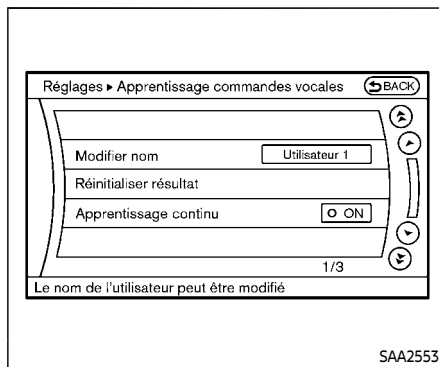 Réglages ▸ Apprentissage commandes vocales BACK
Modifier nom Utilisateur 1
Réinitialiser résultat
Apprentissage continu ON
1/3
Le nom de l'utilisateur peut être modifié
SAA2553